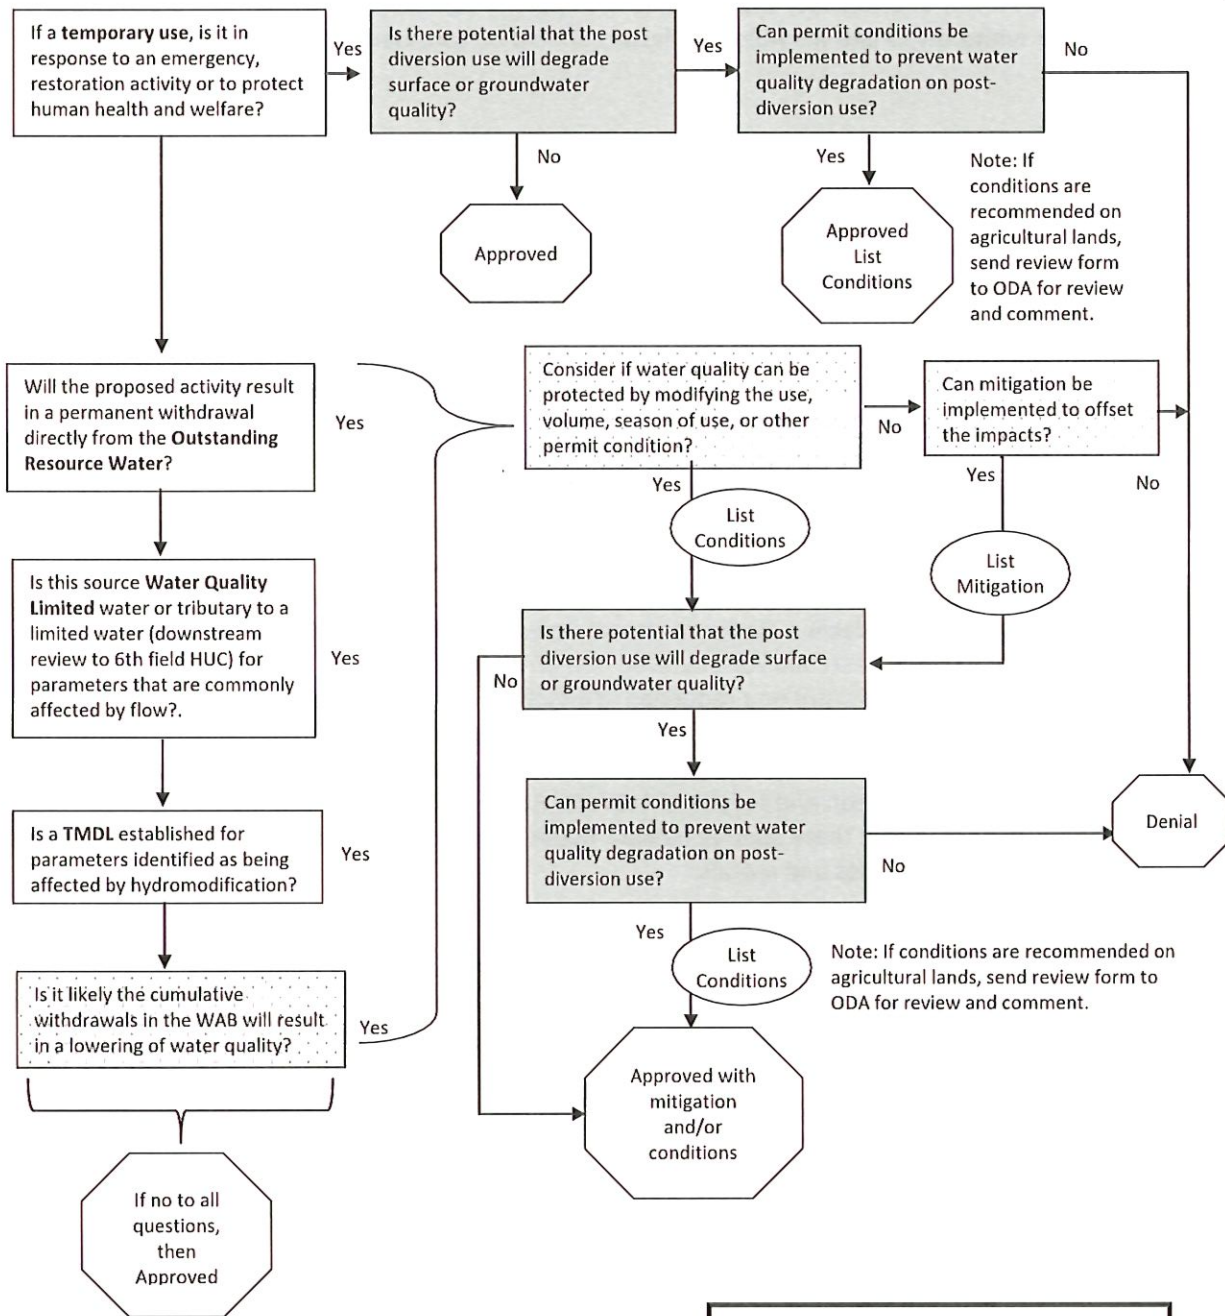 If a temporary use, is it in
response to an emergency,
restoration activity or to protect
human health and welfare?
Yes
Is there potential that the post
diversion use will degrade
surface or groundwater
quality?
Yes
Can permit conditions be
implemented to prevent water
quality degradation on post-
diversion use?
No
No
Approved
Yes
Approved
List
Conditions
Note: If
conditions are
recommended on
agricultural lands,
send review form
to ODA for review
and comment.
Will the proposed activity result
in a permanent withdrawal
directly from the Outstanding
Resource Water?
Yes
Consider if water quality can be
protected by modifying the use,
volume, season of use, or other
permit condition?
No
Can mitigation be
implemented to offset
the impacts?
No
Yes
List
Conditions
Yes
List
Mitigation
Is this source Water Quality
Limited water or tributary to a
limited water (downstream
review to 6th field HUC) for
parameters that are commonly
affected by flow?.
Yes
Is there potential that the post
diversion use will degrade surface
or groundwater quality?
No
Yes
Is a TMDL established for
parameters identified as being
affected by hydromodification?
Yes
Can permit conditions be
implemented to prevent water
quality degradation on post-
diversion use?
No
Denial
Yes
List
Conditions
Note: If conditions are recommended on
agricultural lands, send review form to
ODA for review and comment.
Is it likely the cumulative
withdrawals in the WAB will result
in a lowering of water quality?
Yes
Approved with
mitigation
and/or
conditions
If no to all
questions,
then
Approved